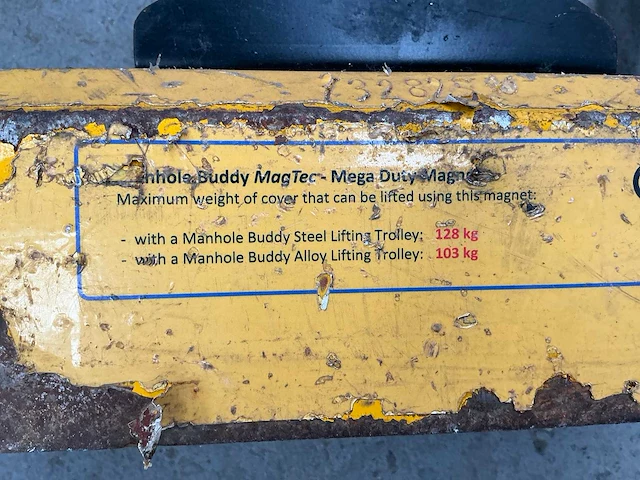 Buddy MagTec - Mega Duty
Maximum weight of cover that can be lifted using this magnet:
- with a Manhole Buddy Steel Lifting Trolley: 128 kg
- with a Manhole Buddy Alloy Lifting Trolley: 103 kg